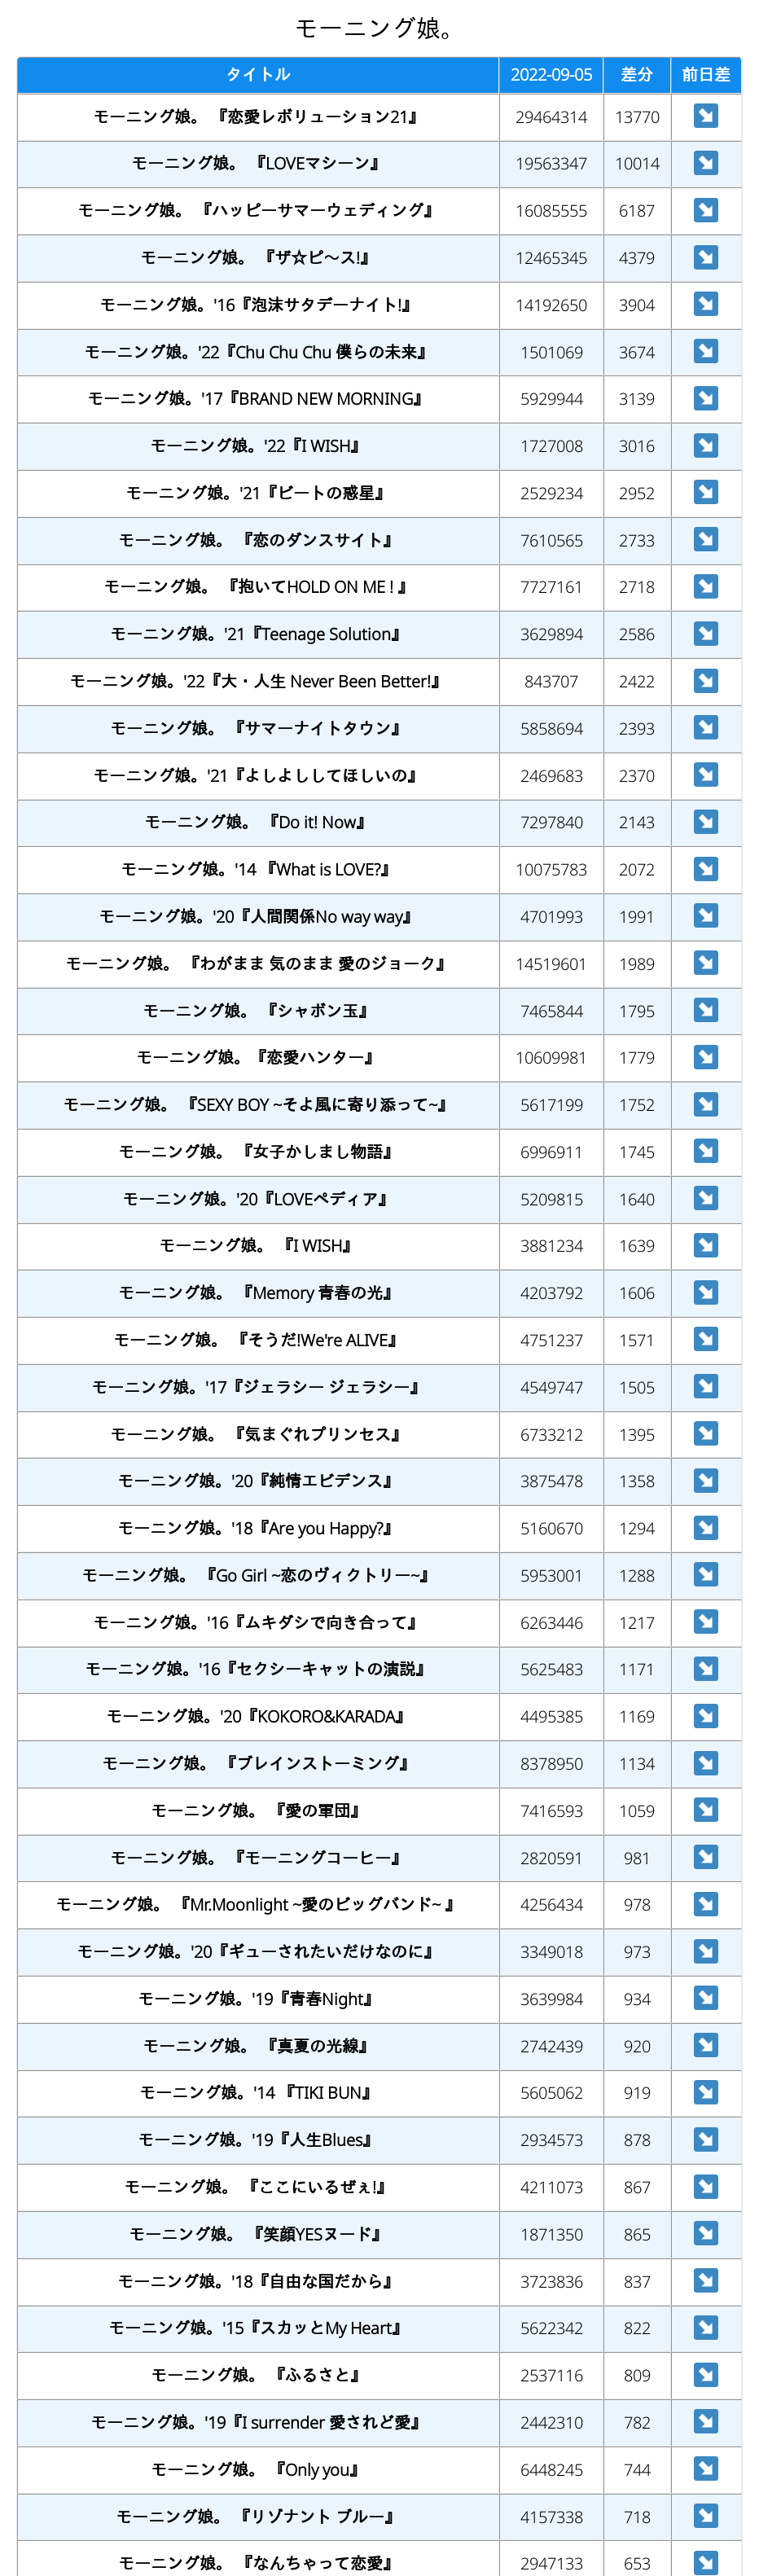 モーニング娘。
タイトル 2022-09-05 差分 前日差
モーニング娘。 『恋愛レボリューション21』 29464314 13770
モーニング娘。 『LOVEマシーン』 19563347 10014
モーニング娘。 『ハッピーサマーウェディング』 16085555 6187
モーニング娘。 『ザ☆ピ〜ス!』 12465345 4379
モーニング娘。'16『泡沫サタデーナイト!』 14192650 3904
モーニング娘。'22『Chu Chu Chu 僕らの未来』 1501069 3674
モーニング娘。'17『BRAND NEW MORNING』 5929944 3139
モーニング娘。'22『I WISH』 1727008 3016
モーニング娘。'21『ビートの惑星』 2529234 2952
モーニング娘。 『恋のダンスサイト』 7610565 2733
モーニング娘。 『抱いてHOLD ON ME ! 』 7727161 2718
モーニング娘。'21『Teenage Solution』 3629894 2586
モーニング娘。'22『大・人生 Never Been Better!』 843707 2422
モーニング娘。 『サマーナイトタウン』 5858694 2393
モーニング娘。'21『よしよししてほしいの』 2469683 2370
モーニング娘。 『Do it! Now』 7297840 2143
モーニング娘。'14 『What is LOVE?』 10075783 2072
モーニング娘。'20『人間関係No way way』 4701993 1991
モーニング娘。 『わがまま 気のまま 愛のジョーク』 14519601 1989
モーニング娘。 『シャボン玉』 7465844 1795
モーニング娘。『恋愛ハンター』 10609981 1779
モーニング娘。 『SEXY BOY ~そよ風に寄り添って~』 5617199 1752
モーニング娘。 『女子かしまし物語』 6996911 1745
モーニング娘。'20『LOVEペディア』 5209815 1640
モーニング娘。 『I WISH』 3881234 1639
モーニング娘。 『Memory 青春の光』 4203792 1606
モーニング娘。 『そうだ!We're ALIVE』 4751237 1571
モーニング娘。'17『ジェラシー ジェラシー』 4549747 1505
モーニング娘。 『気まぐれプリンセス』 6733212 1395
モーニング娘。'20『純情エビデンス』 3875478 1358
モーニング娘。'18『Are you Happy?』 5160670 1294
モーニング娘。 『Go Girl ~恋のヴィクトリー~』 5953001 1288
モーニング娘。'16『ムキダシで向き合って』 6263446 1217
モーニング娘。'16『セクシーキャットの演説』 5625483 1171
モーニング娘。'20『KOKORO&KARADA』 4495385 1169
モーニング娘。 『ブレインストーミング』 8378950 1134
モーニング娘。 『愛の軍団』 7416593 1059
モーニング娘。 『モーニングコーヒー』 2820591 981
モーニング娘。 『Mr.Moonlight ~愛のビッグバンド~ 』 4256434 978
モーニング娘。'20『ギューされたいだけなのに』 3349018 973
モーニング娘。'19『青春Night』 3639984 934
モーニング娘。 『真夏の光線』 2742439 920
モーニング娘。'14 『TIKI BUN』 5605062 919
モーニング娘。'19『人生Blues』 2934573 878
モーニング娘。 『ここにいるぜぇ!』 4211073 867
モーニング娘。 『笑顔YESヌード』 1871350 865
モーニング娘。'18『自由な国だから』 3723836 837
モーニング娘。'15『スカッとMy Heart』 5622342 822
モーニング娘。 『ふるさと』 2537116 809
モーニング娘。'19『I surrender 愛されど愛』 2442310 782
モーニング娘。 『Only you』 6448245 744
モーニング娘。 『リゾナント ブルー』 4157338 718
モーニング娘。 『なんちゃって恋愛』 2947133 653